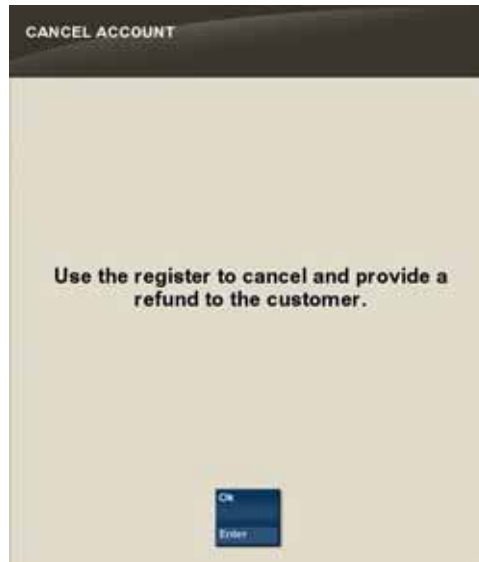 CANCEL ACCOUNT
Use the register to cancel and provide a
refund to the customer.
Ok
Enter